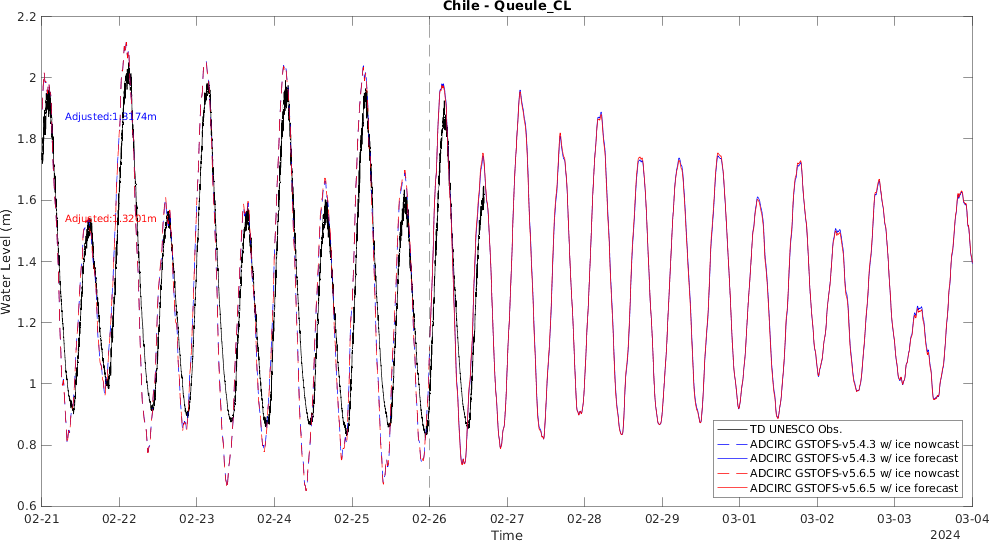 Chile - Queule_CL
2.2
2
1.8
1.6
1.4
1.2
1
0.8
0.6
Water Level (m)
Adjusted:1.3174m
Adjusted:1.3201m
TD UNESCO Obs.
ADCIRC GSTOFS-v5.4.3 w/ ice nowcast
ADCIRC GSTOFS-v5.4.3 w/ ice forecast
ADCIRC GSTOFS-v5.6.5 w/ ice nowcast
ADCIRC GSTOFS-v5.6.5 w/ ice forecast
02-21 02-22 02-23 02-24 02-25 02-26 02-27 02-28 02-29 03-01 03-02 03-03 03-04
Time
2024